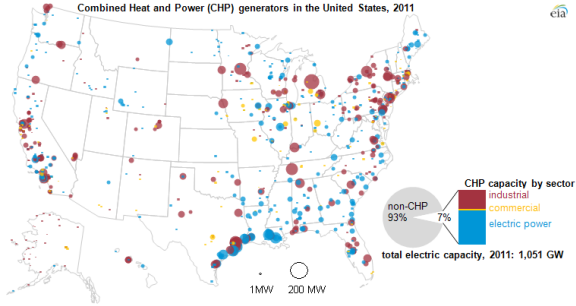 Combined Heat and Power (CHP) generators in the United States, 2011
eia
CHP capacity by sector
industrial
commercial
electric power
non-CHP
93%
7%
total electric capacity, 2011: 1,051 GW
1MW
200 MW